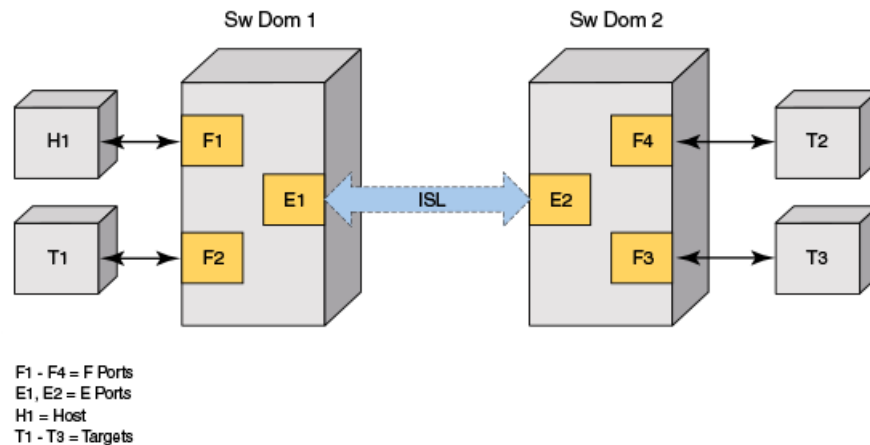 Sw Dom 1
Sw Dom 2
H1
F1
F4
T2
E1
ISL
E2
T1
F2
F3
T3
F1 - F4 = F Ports
E1, E2 = E Ports
H1 = Host
T1 - T3 = Targets